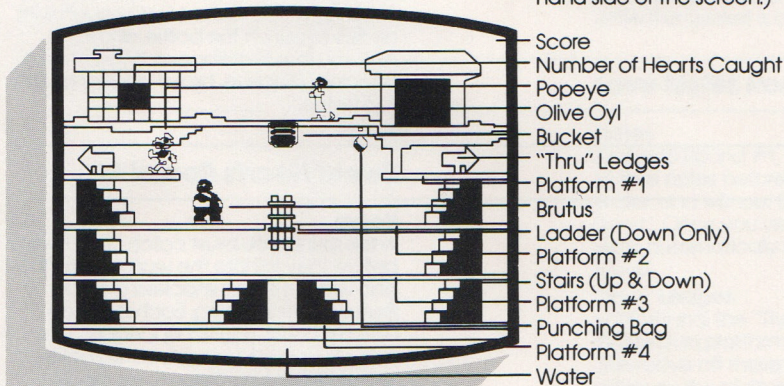 hand side of the screen.)
Score
Number of Hearts Caught
Popeye
Olive Oyl
Bucket
"Thru" Ledges
Platform #1
Brutus
Ladder (Down Only)
Platform #2
Stairs (Up & Down)
Platform #3
Punching Bag
Platform #4
Water